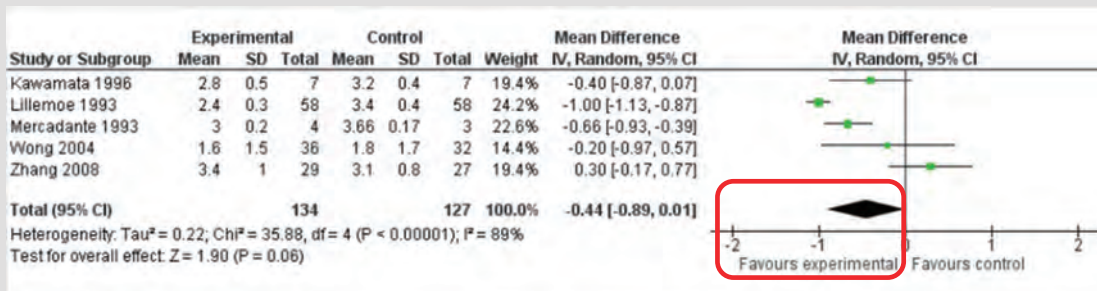 Experimental Control Mean Difference Mean Difference
Study or Subgroup Mean SD Total Mean SD Total Weight IV, Random, 95% CI IV, Random, 95% CI
Kawamata 1996 2.8 0.5 7 3.2 0.4 7 19.4% -0.40 [-0.87, 0.07]
Lillemoe 1993 2.4 0.3 58 3.4 0.4 58 24.2% -1.00 [-1.13, -0.87]
Mercadante 1993 3 0.2 4 3.66 0.17 3 22.6% -0.66 [-0.93, -0.39]
Wong 2004 1.6 1.5 36 1.8 1.7 32 14.4% -0.20 [-0.97, 0.57]
Zhang 2008 3.4 1 29 3.1 0.8 27 19.4% 0.30 [-0.17, 0.77]
Total (95% CI) 134 127 100.0% -0.44 [-0.89, 0.01]
Heterogeneity: Tau² = 0.22; Chi² = 35.88, df = 4 (P < 0.00001); I² = 89%
Test for overall effect: Z = 1.90 (P = 0.06)
-2 -1 0 1 2
Favours experimental Favours control